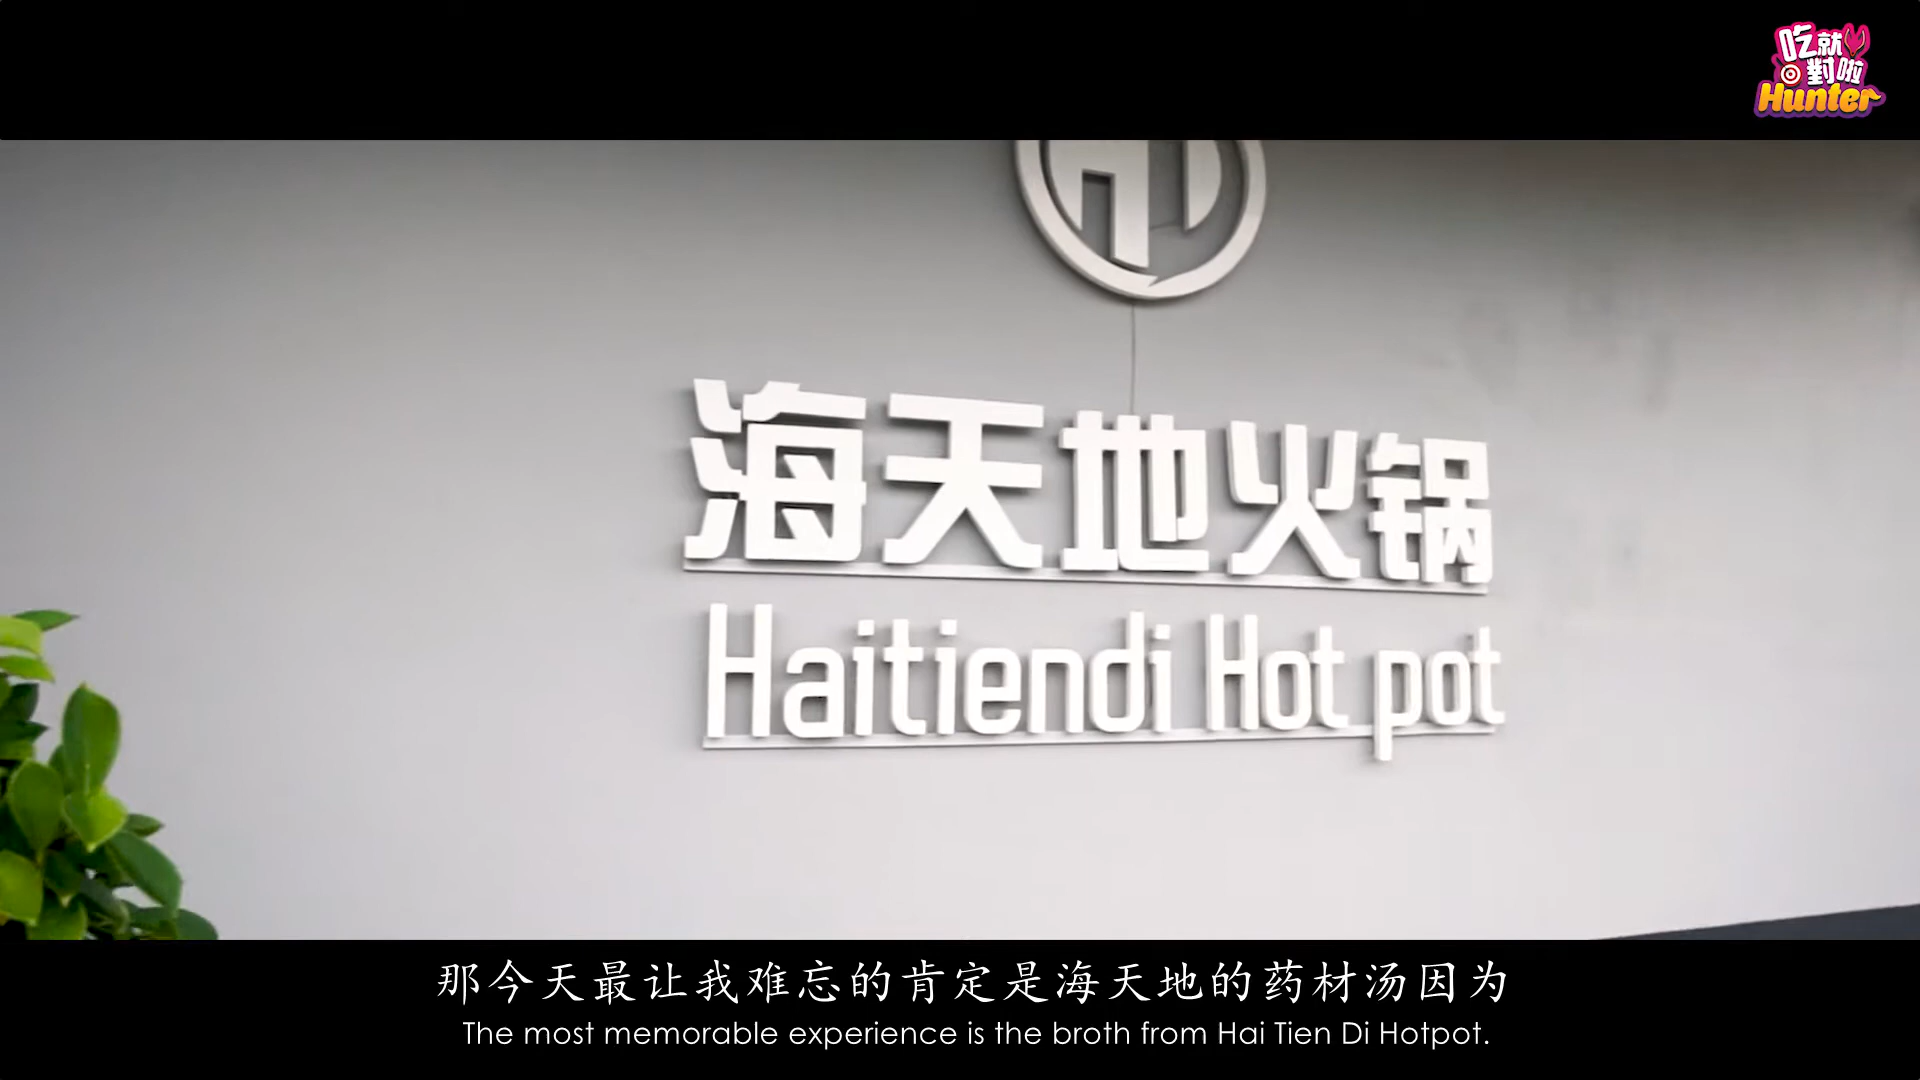 吃就
對啦
Hunter
海天地火锅
Haitiendi Hot pot
那今天最让我难忘的肯定是海天地的药材汤因为
The most memorable experience is the broth from Hai Tien Di Hotpot.